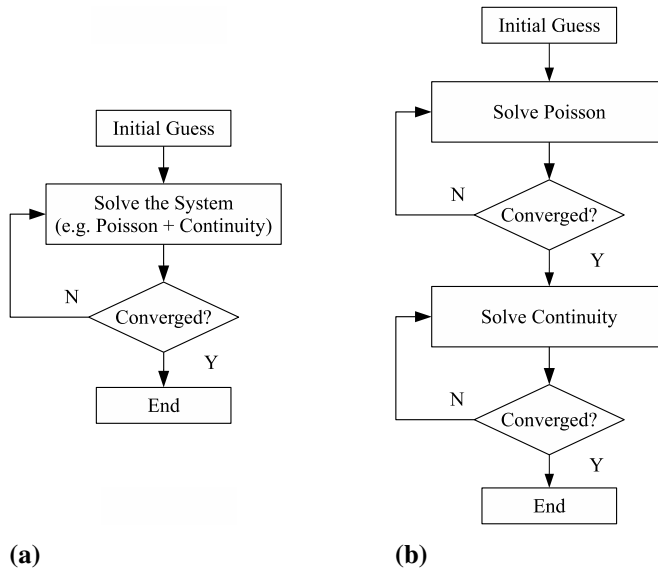 Initial Guess
Solve the System
(e.g. Poisson + Continuity)
N
Converged?
Y
End
(a)
Initial Guess
Solve Poisson
N
Converged?
Y
Solve Continuity
N
Converged?
Y
End
(b)